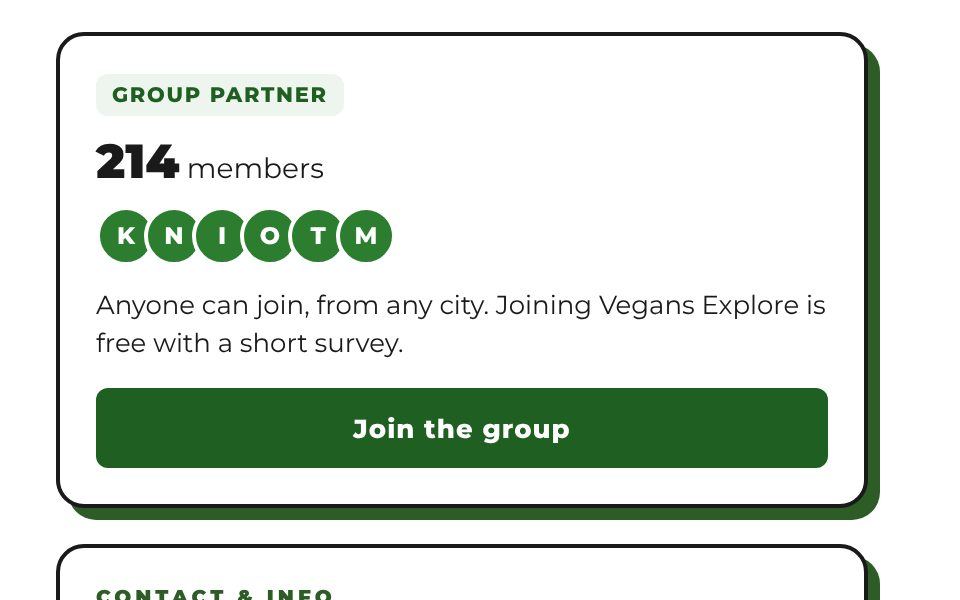 GROUP PARTNER
214 members
K N I O T M
Anyone can join, from any city. Joining Vegans Explore is
free with a short survey.
Join the group
CONTACT & INFO